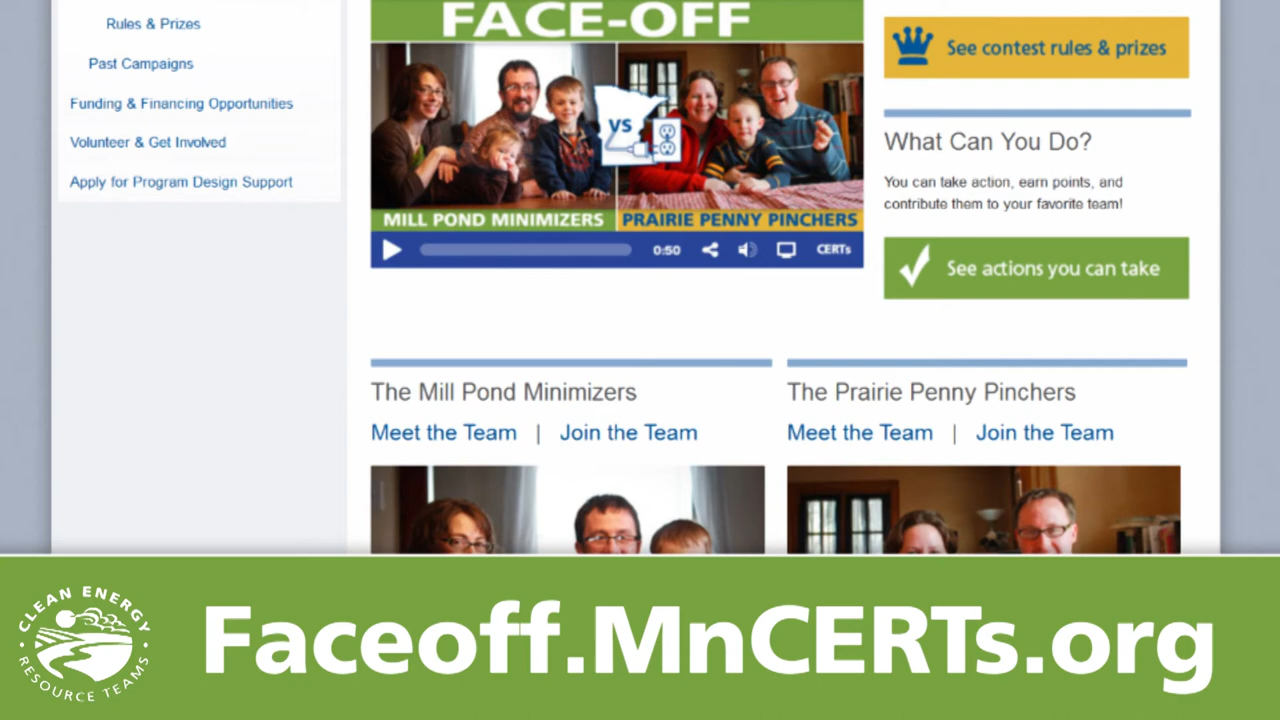 Rules & Prizes
Past Campaigns
Funding & Financing Opportunities
Volunteer & Get Involved
Apply for Program Design Support
FACE-OFF
VS
MILL POND MINIMIZERS
PRAIRIE PENNY PINCHERS
0:50
CERTs
See contest rules & prizes
What Can You Do?
You can take action, earn points, and
contribute them to your favorite team!
See actions you can take
The Mill Pond Minimizers
Meet the Team | Join the Team
The Prairie Penny Pinchers
Meet the Team | Join the Team
CLEAN ENERGY
RESOURCE TEAMS
Faceoff.MnCERTs.org